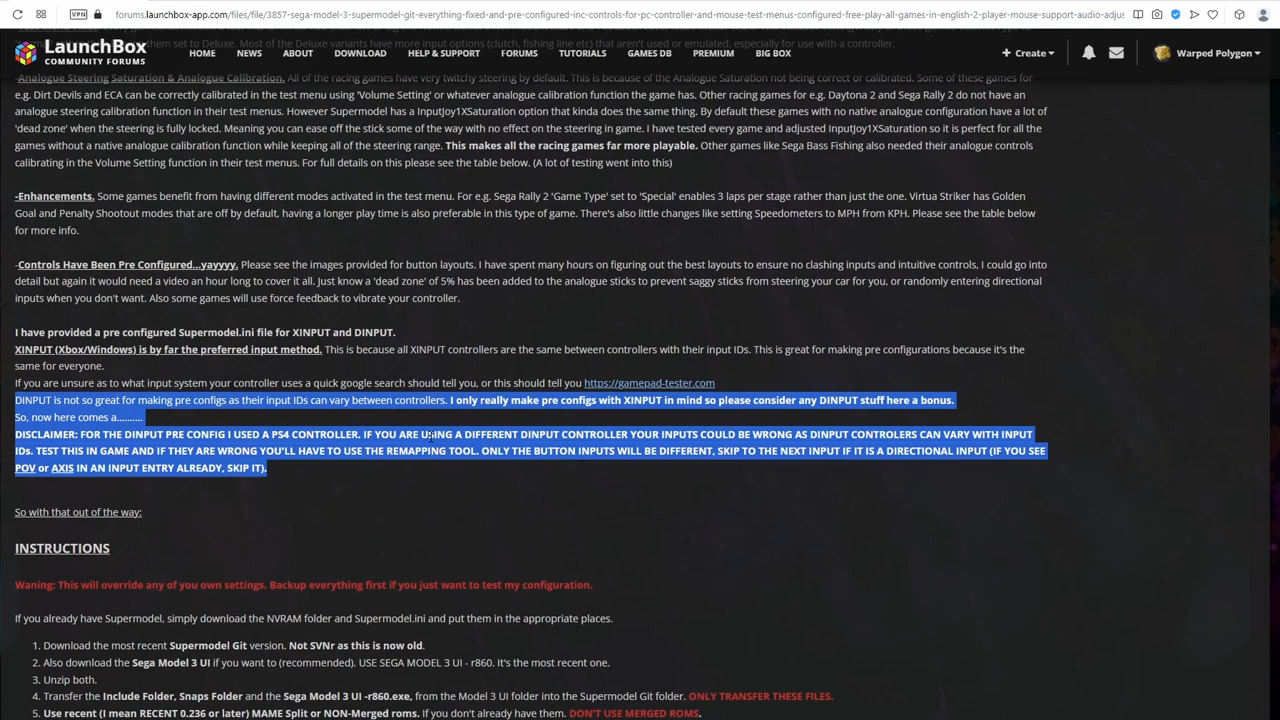 forums.launchbox-app.com/files/file/3857-sega-model-3-supermodel-git-everything-fixed-and-pre-configured-inc-controls-for-pc-controller-and-mouse-test-menus-configured-free-play-all-games-in-english-2-player-mouse-support-audio-adjus
LaunchBox
COMMUNITY FORUMS
HOME NEWS ABOUT DOWNLOAD HELP & SUPPORT FORUMS TUTORIALS GAMES DB PREMIUM BIG BOX
+ Create
Warped Polygon
them set to Deluxe. Most of the Deluxe variants have more input options (clutch, fishing line etc) that aren't used or emulated, especially for use with a controller.
-Analogue Steering Saturation & Analogue Calibration. All of the racing games have very twitchy steering by default. This is because of the Analogue Saturation not being correct or calibrated. Some of these games for
e.g. Dirt Devils and ECA can be correctly calibrated in the test menu using 'Volume Setting' or whatever analogue calibration function the game has. Other racing games for e.g. Daytona 2 and Sega Rally 2 do not have an
analogue steering calibration function in their test menus. However Supermodel has a InputJoy1XSaturation option that kinda does the same thing. By default these games with no native analogue configuration have a lot of
'dead zone' when the steering is fully locked. Meaning you can ease off the stick some of the way with no effect on the steering in game. I have tested every game and adjusted InputJoy1XSaturation so it is perfect for all the
games without a native analogue calibration function while keeping all of the steering range. This makes all the racing games far more playable. Other games like Sega Bass Fishing also needed their analogue controls
calibrating in the Volume Setting function in their test menus. For full details on this please see the table below. (A lot of testing went into this)
-Enhancements. Some games benefit from having different modes activated in the test menu. For e.g. Sega Rally 2 'Game Type' set to 'Special' enables 3 laps per stage rather than just the one. Virtua Striker has Golden
Goal and Penalty Shootout modes that are off by default, having a longer play time is also preferable in this type of game. There's also little changes like setting Speedometers to MPH from KPH. Please see the table below
for more info.
-Controls Have Been Pre Configured...yayyyy. Please see the images provided for button layouts. I have spent many hours on figuring out the best layouts to ensure no clashing inputs and intuitive controls, I could go into
detail but again it would need a video an hour long to cover it all. Just know a 'dead zone' of 5% has been added to the analogue sticks to prevent saggy sticks from steering your car for you, or randomly entering directional
inputs when you don't want. Also some games will use force feedback to vibrate your controller.
I have provided a pre configured Supermodel.ini file for XINPUT and DINPUT.
XINPUT (Xbox/Windows) is by far the preferred input method. This is because all XINPUT controllers are the same between controllers with their input IDs. This is great for making pre configurations because it's the
same for everyone.
If you are unsure as to what input system your controller uses a quick google search should tell you, or this should tell you https://gamepad-tester.com
DINPUT is not so great for making pre configs as their input IDs can vary between controllers. I only really make pre configs with XINPUT in mind so please consider any DINPUT stuff here a bonus.
So, now here comes a..........
DISCLAIMER: FOR THE DINPUT PRE CONFIG I USED A PS4 CONTROLLER. IF YOU ARE USING A DIFFERENT DINPUT CONTROLLER YOUR INPUTS COULD BE WRONG AS DINPUT CONTROLERS CAN VARY WITH INPUT
IDs. TEST THIS IN GAME AND IF THEY ARE WRONG YOU'LL HAVE TO USE THE REMAPPING TOOL. ONLY THE BUTTON INPUTS WILL BE DIFFERENT, SKIP TO THE NEXT INPUT IF IT IS A DIRECTIONAL INPUT (IF YOU SEE
POV or AXIS IN AN INPUT ENTRY ALREADY, SKIP IT).
So with that out of the way:
INSTRUCTIONS
Waning: This will override any of you own settings. Backup everything first if you just want to test my configuration.
If you already have Supermodel, simply download the NVRAM folder and Supermodel.ini and put them in the appropriate places.
1. Download the most recent Supermodel Git version. Not SVNr as this is now old.
2. Also download the Sega Model 3 UI if you want to (recommended). USE SEGA MODEL 3 UI - r860. It's the most recent one.
3. Unzip both.
4. Transfer the Include Folder, Snaps Folder and the Sega Model 3 UI -r860.exe, from the Model 3 UI folder into the Supermodel Git folder. ONLY TRANSFER THESE FILES.
5. Use recent (I mean RECENT 0.236 or later) MAME Split or NON-Merged roms. If you don't already have them. DON'T USE MERGED ROMS.